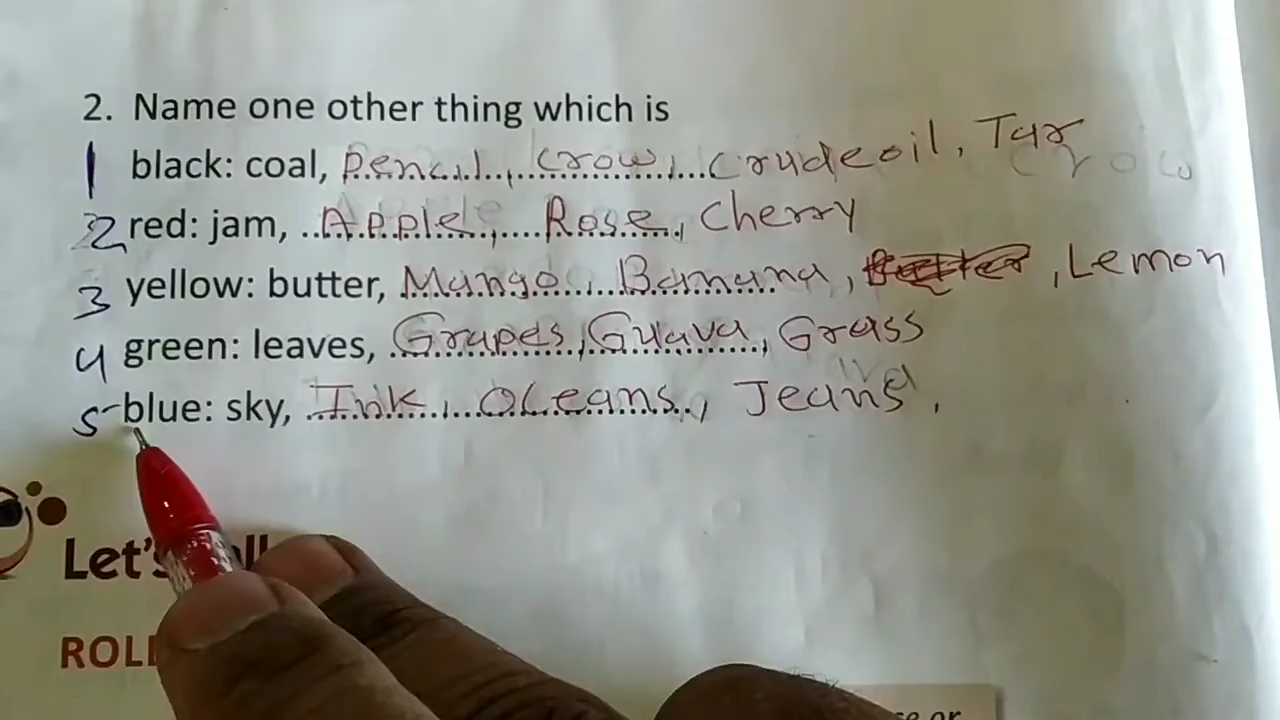 2. Name one other thing which is
1 black: coal, Pencil, Crow, Crude oil, Tar
2 red: jam, Apple, Rose, Cherry
3 yellow: butter, Mango, Banana, , Lemon
4 green: leaves, Grapes, Guava, Grass
5 blue: sky, Ink, Oceans, Jeans,
Let's